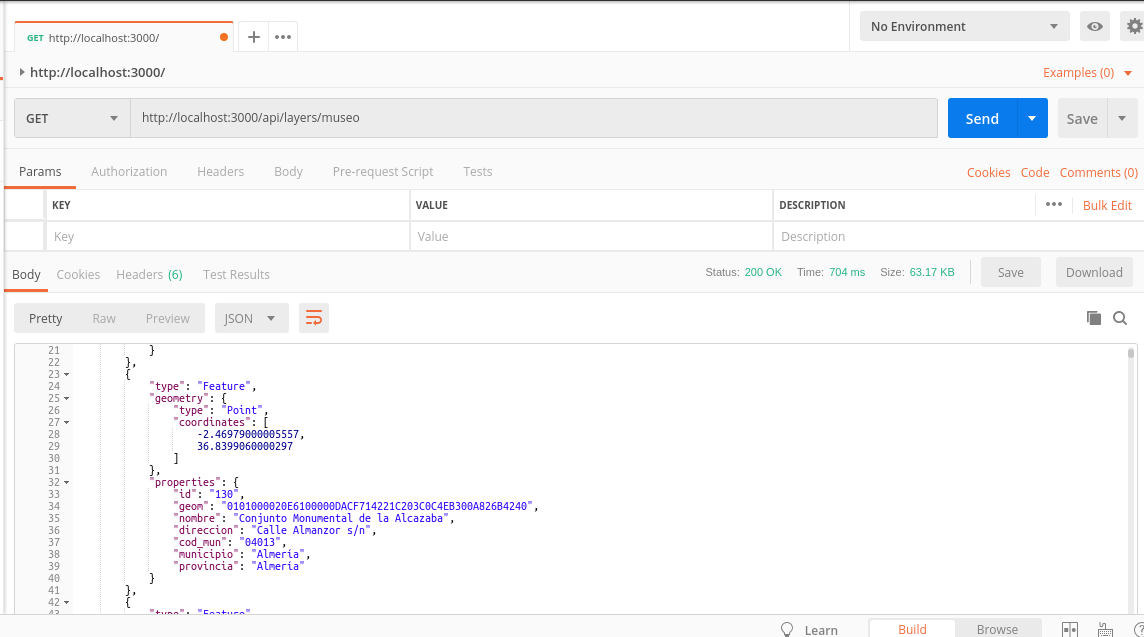 GET http://localhost:3000/
No Environment
http://localhost:3000/
Examples (0)
GET http://localhost:3000/api/layers/museo Send Save
Params Authorization Headers Body Pre-request Script Tests Cookies Code Comments (0)
KEY VALUE DESCRIPTION Bulk Edit
Key Value Description
Body Cookies Headers (6) Test Results Status: 200 OK Time: 704 ms Size: 63.17 KB Save Download
Pretty Raw Preview JSON
21 }
22 },
23 {
24 "type": "Feature",
25 "geometry": {
26 "type": "Point",
27 "coordinates": [
28 -2.46979000005557,
29 36.8399060000297
30 ]
31 },
32 "properties": {
33 "id": "130",
34 "geom": "0101000020E6100000DACF714221C203C0C4EB300A826B4240",
35 "nombre": "Conjunto Monumental de la Alcazaba",
36 "direccion": "Calle Almanzor s/n",
37 "cod_mun": "04013",
38 "municipio": "Almería",
39 "provincia": "Almería"
40 }
41 },
42 {
43 "type": "Feature",
Learn Build Browse